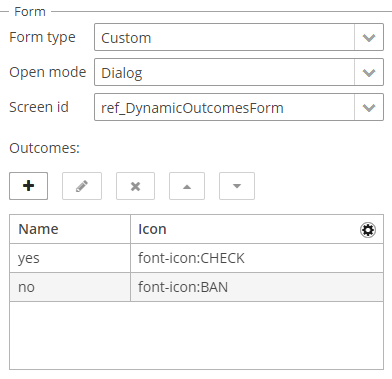 Form
Form type Custom
Open mode Dialog
Screen id ref_DynamicOutcomesForm
Outcomes:
Name Icon
yes font-icon:CHECK
no font-icon:BAN